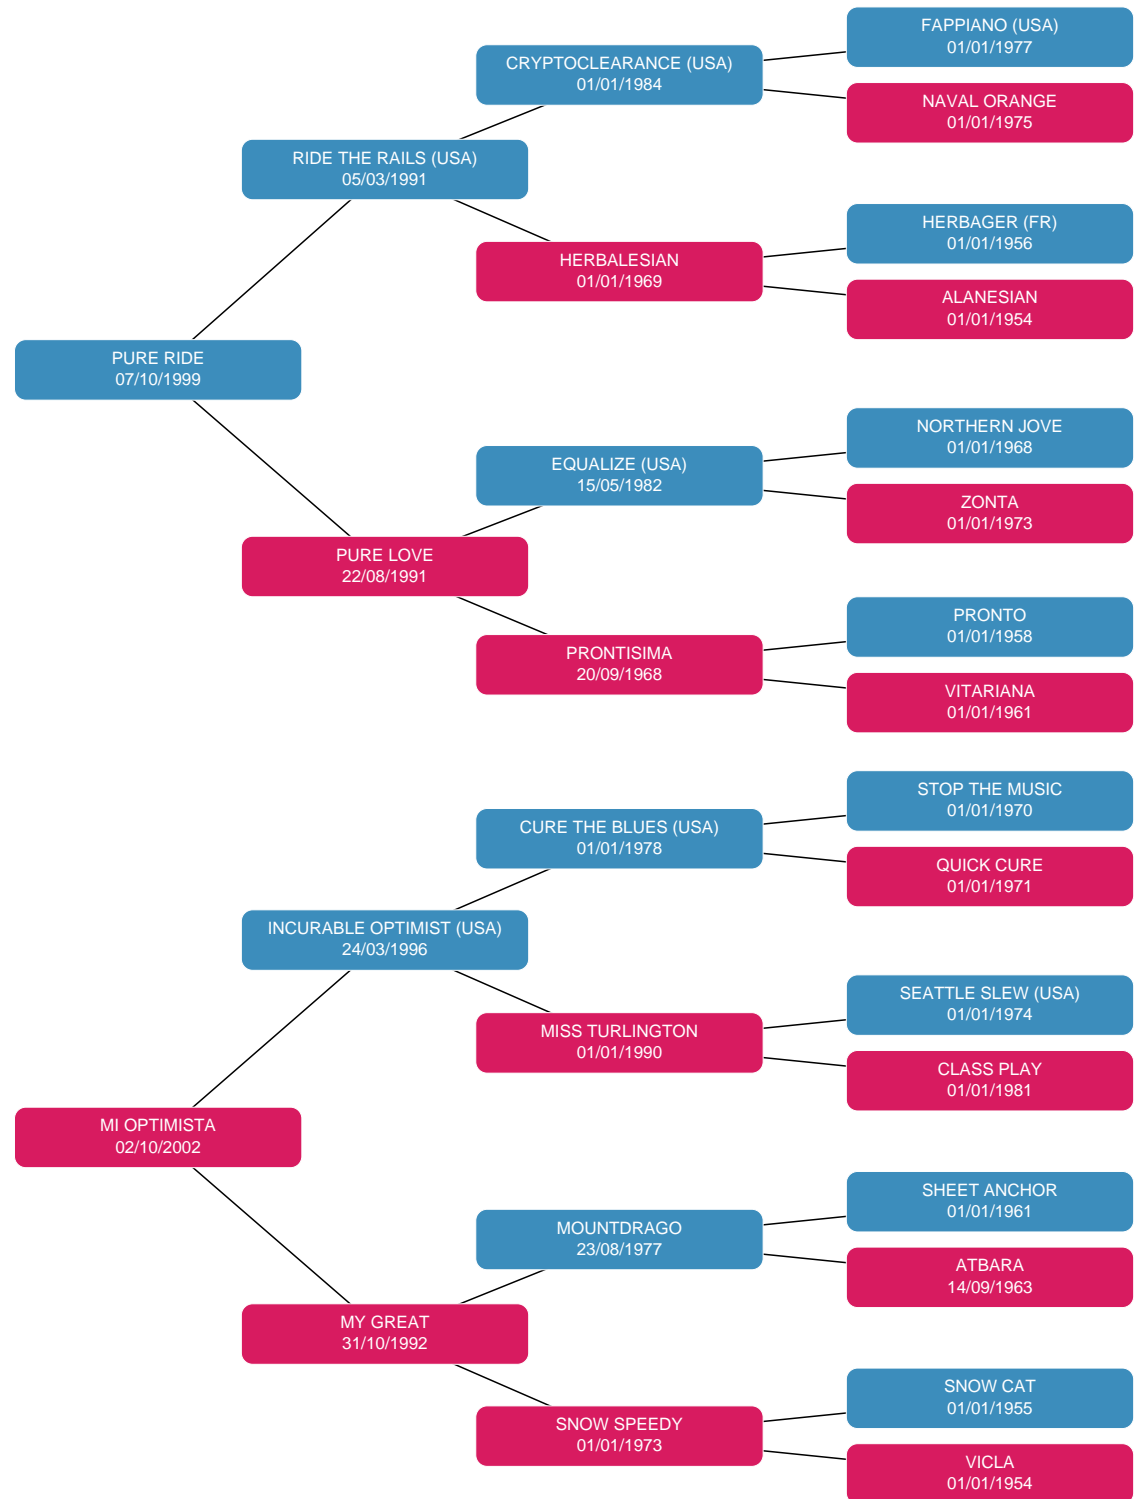 FAPPIANO (USA)
01/01/1977
CRYPTOCLEARANCE (USA)
01/01/1984
NAVAL ORANGE
01/01/1975
RIDE THE RAILS (USA)
05/03/1991
HERBAGER (FR)
01/01/1956
HERBALESIAN
01/01/1969
ALANESIAN
01/01/1954
PURE RIDE
07/10/1999
NORTHERN JOVE
01/01/1968
EQUALIZE (USA)
15/05/1982
ZONTA
01/01/1973
PURE LOVE
22/08/1991
PRONTO
01/01/1958
PRONTISIMA
20/09/1968
VITARIANA
01/01/1961
STOP THE MUSIC
01/01/1970
CURE THE BLUES (USA)
01/01/1978
QUICK CURE
01/01/1971
INCURABLE OPTIMIST (USA)
24/03/1996
SEATTLE SLEW (USA)
01/01/1974
MISS TURLINGTON
01/01/1990
CLASS PLAY
01/01/1981
MI OPTIMISTA
02/10/2002
SHEET ANCHOR
01/01/1961
MOUNTDRAGO
23/08/1977
ATBARA
14/09/1963
MY GREAT
31/10/1992
SNOW CAT
01/01/1955
SNOW SPEEDY
01/01/1973
VICLA
01/01/1954